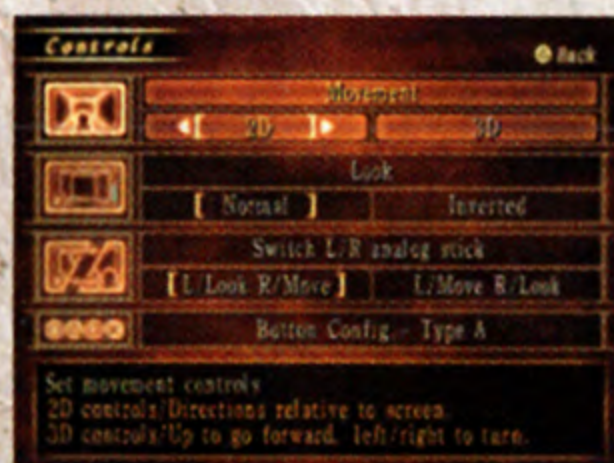 Controls
Back
Movement
2D 3D
Look
[ Normal ] Inverted
Switch L/R analog stick
[ L/Look R/Move ] L/Move R/Look
Button Config - Type A
Set movement controls
2D controls/Directions relative to screen.
3D controls/Up to go forward, left/right to turn.